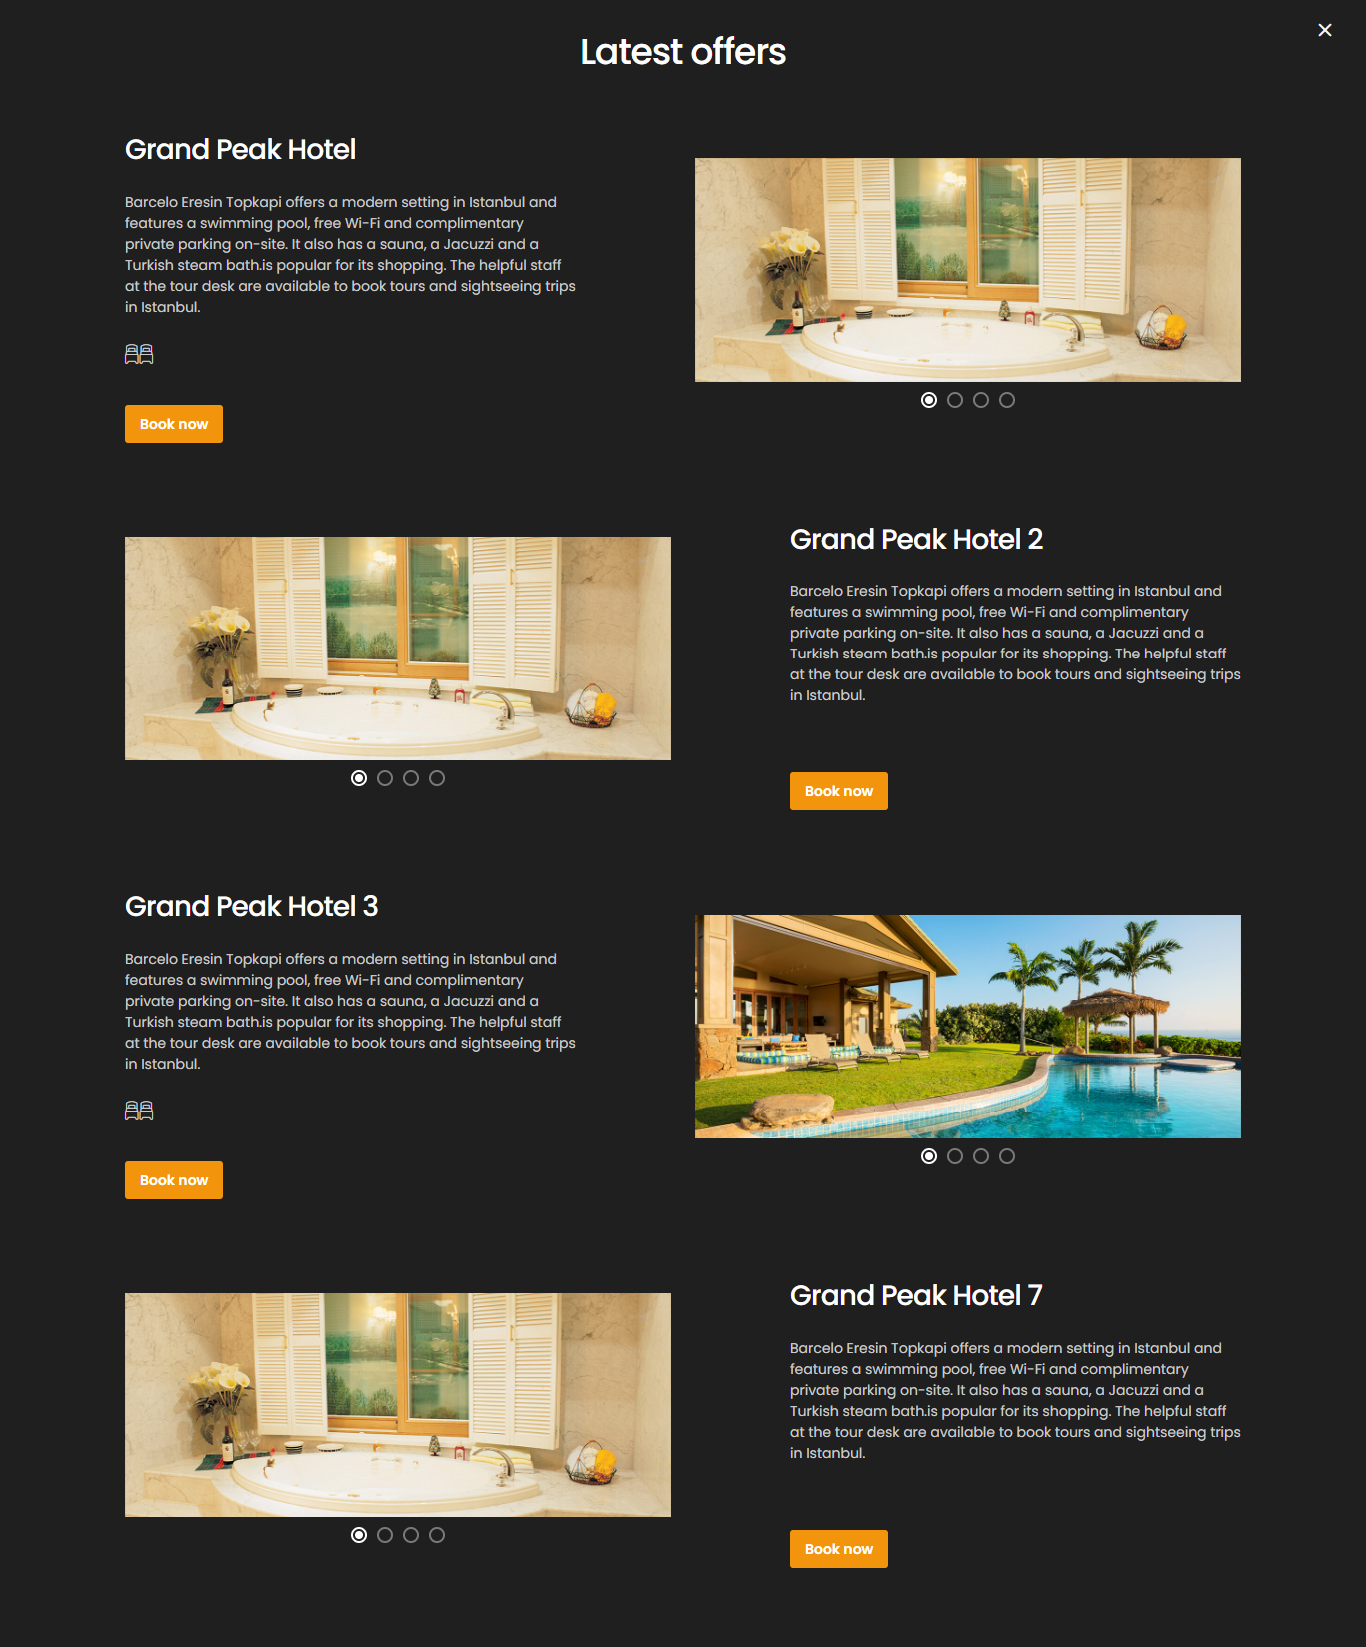 Latest offers
Grand Peak Hotel
Barcelo Eresin Topkapi offers a modern setting in Istanbul and
features a swimming pool, free Wi-Fi and complimentary
private parking on-site. It also has a sauna, a Jacuzzi and a
Turkish steam bath.is popular for its shopping. The helpful staff
at the tour desk are available to book tours and sightseeing trips
in Istanbul.
Book now
Grand Peak Hotel 2
Barcelo Eresin Topkapi offers a modern setting in Istanbul and
features a swimming pool, free Wi-Fi and complimentary
private parking on-site. It also has a sauna, a Jacuzzi and a
Turkish steam bath.is popular for its shopping. The helpful staff
at the tour desk are available to book tours and sightseeing trips
in Istanbul.
Book now
Grand Peak Hotel 3
Barcelo Eresin Topkapi offers a modern setting in Istanbul and
features a swimming pool, free Wi-Fi and complimentary
private parking on-site. It also has a sauna, a Jacuzzi and a
Turkish steam bath.is popular for its shopping. The helpful staff
at the tour desk are available to book tours and sightseeing trips
in Istanbul.
Book now
Grand Peak Hotel 7
Barcelo Eresin Topkapi offers a modern setting in Istanbul and
features a swimming pool, free Wi-Fi and complimentary
private parking on-site. It also has a sauna, a Jacuzzi and a
Turkish steam bath.is popular for its shopping. The helpful staff
at the tour desk are available to book tours and sightseeing trips
in Istanbul.
Book now